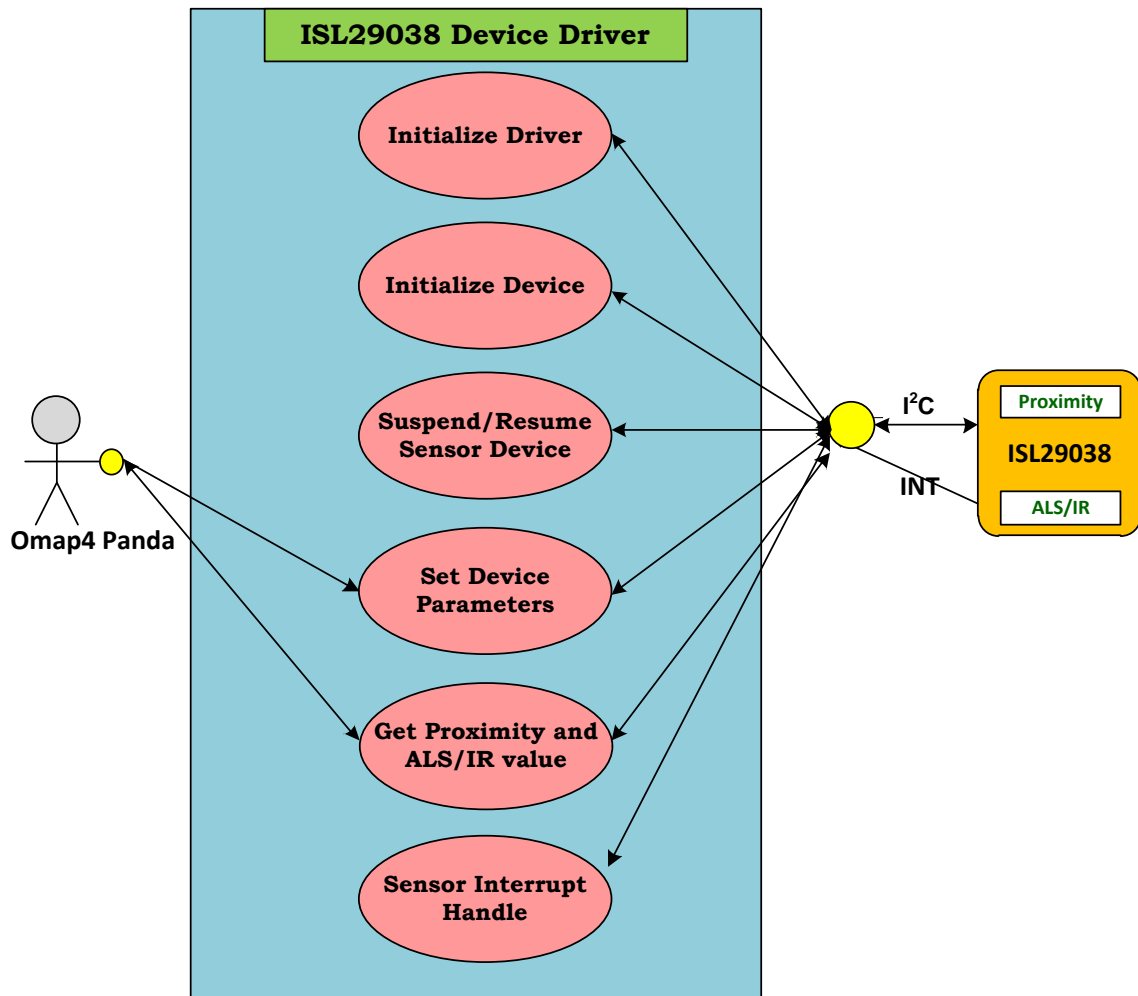 ISL29038 Device Driver
Initialize Driver
Initialize Device
Suspend/Resume
Sensor Device
Set Device
Parameters
Get Proximity and
ALS/IR value
Sensor Interrupt
Handle
Omap4 Panda
I²C
INT
Proximity
ISL29038
ALS/IR